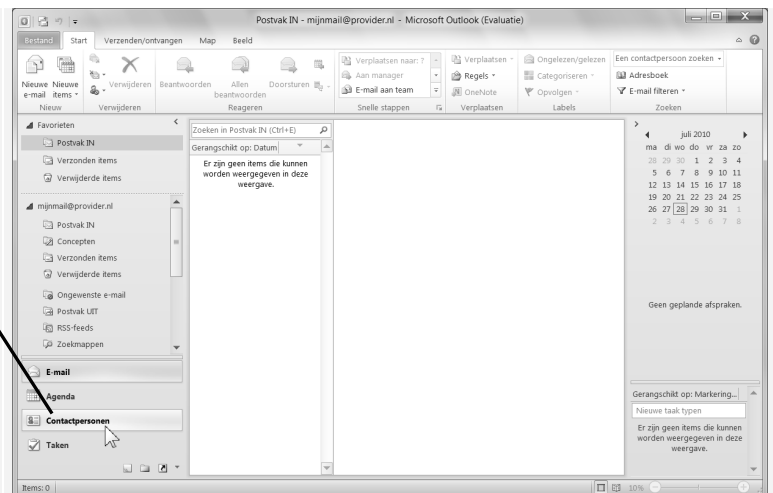 Postvak IN - mijnmail@provider.nl - Microsoft Outlook (Evaluatie)
Bestand Start Verzenden/ontvangen Map Beeld
Nieuwe e-mail
Nieuwe items
Nieuw
Verwijderen
Verwijderen
Beantwoorden
Allen beantwoorden
Doorsturen
Reageren
Verplaatsen naar: ?
Aan manager
E-mail aan team
Snelle stappen
Verplaatsen
Regels
OneNote
Verplaatsen
Ongelezen/gelezen
Categoriseren
Opvolgen
Labels
Een contactpersoon zoeken
Adresboek
E-mail filteren
Zoeken
Favorieten
Postvak IN
Verzonden items
Verwijderde items
mijnmail@provider.nl
Postvak IN
Concepten
Verzonden items
Verwijderde items
Ongewenste e-mail
Postvak UIT
RSS-feeds
Zoekmappen
E-mail
Agenda
Contactpersonen
Taken
Zoeken in Postvak IN (Ctrl+E)
Gerangschikt op: Datum
Er zijn geen items die kunnen
worden weergegeven in deze
weergave.
juli 2010
ma di wo do vr za zo
28 29 30 1 2 3 4
5 6 7 8 9 10 11
12 13 14 15 16 17 18
19 20 21 22 23 24 25
26 27 28 29 30 31 1
2 3 4 5 6 7 8
Geen geplande afspraken.
Gerangschikt op: Markering...
Nieuwe taak typen
Er zijn geen items die kunnen
worden weergegeven in deze
weergave.
Items: 0
10%